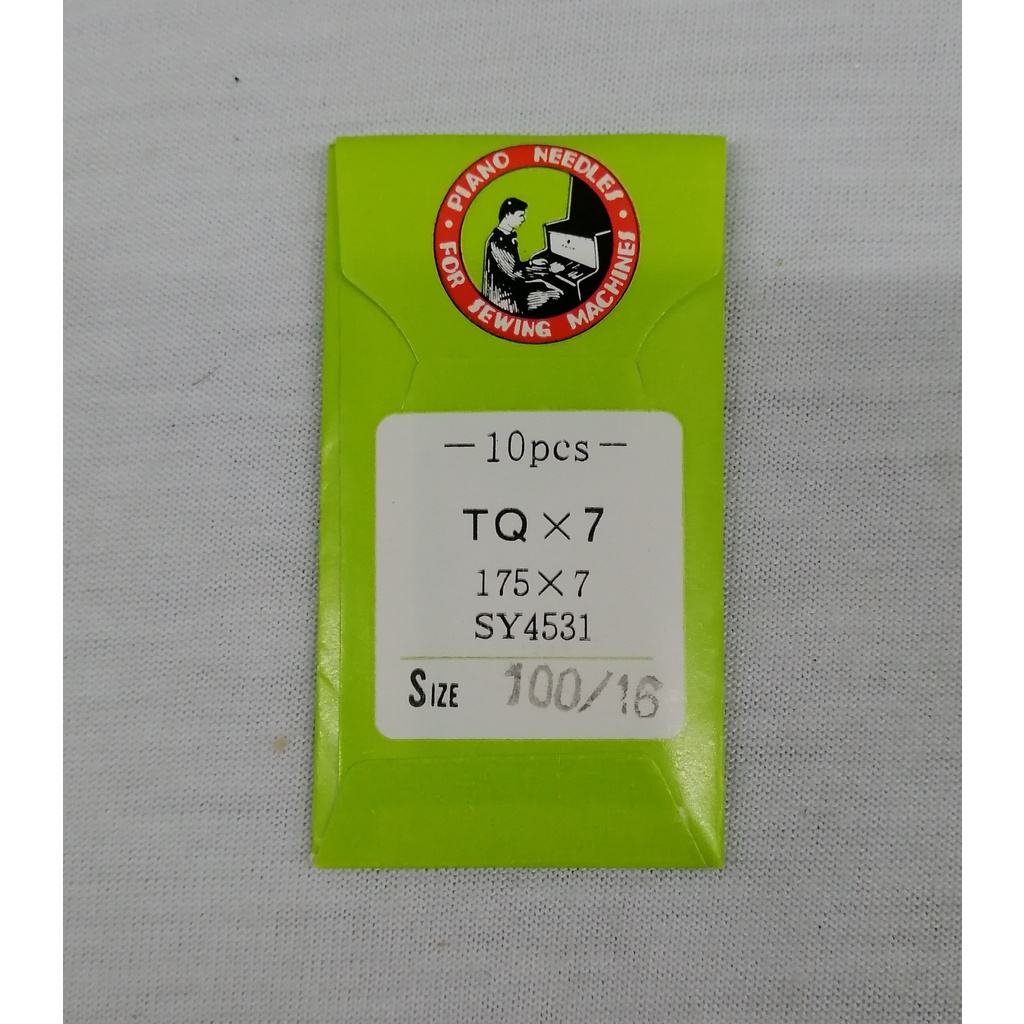 PIANO NEEDLES
FOR SEWING MACHINES
—10pcs—
TQ×7
175×7
SY4531
SIZE 100/16